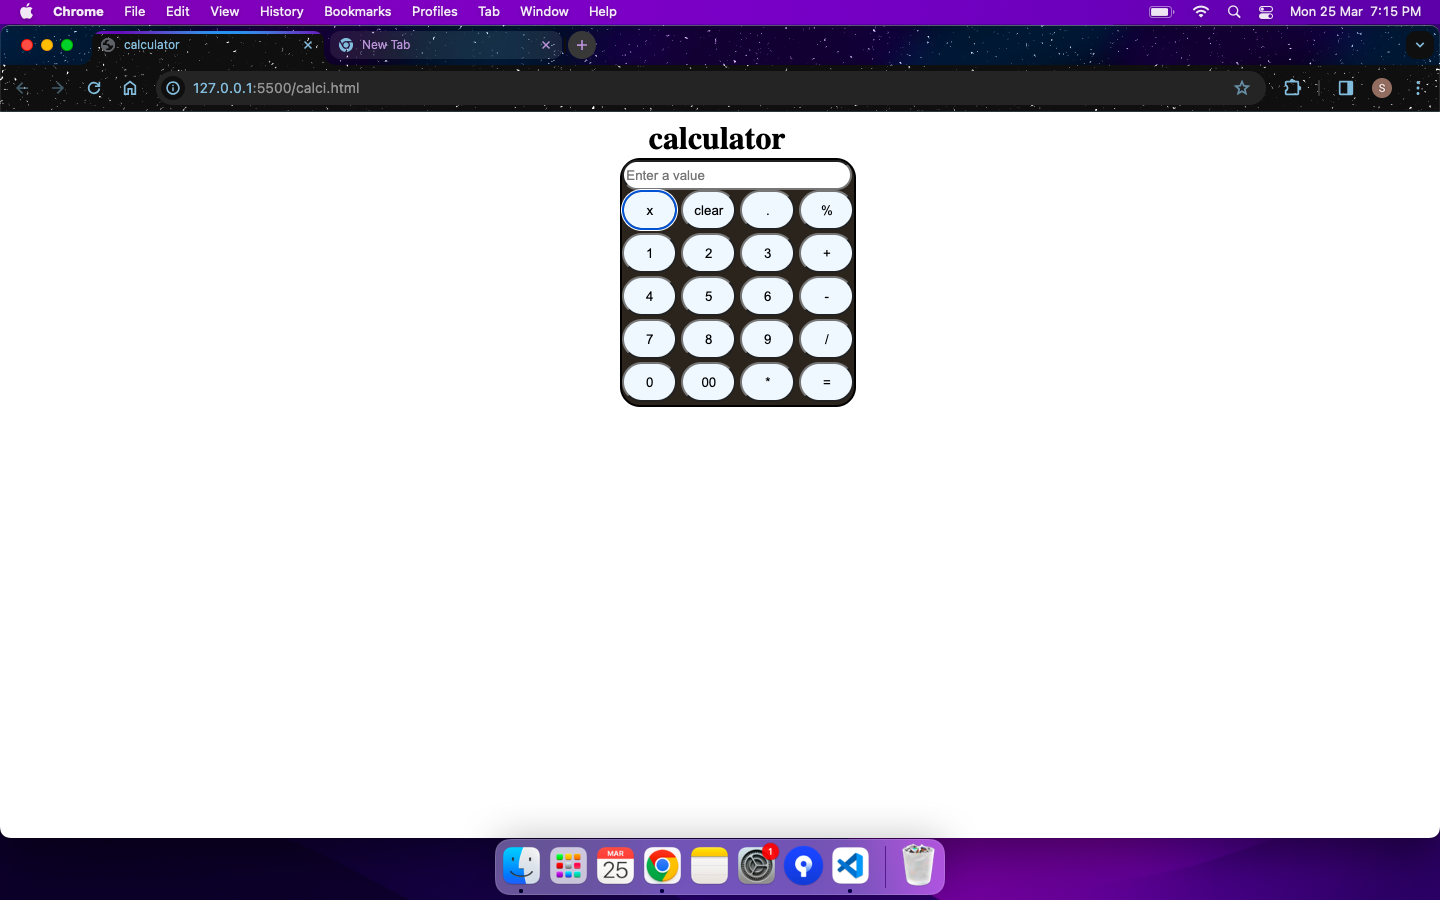 Chrome File Edit View History Bookmarks Profiles Tab Window Help Mon 25 Mar 7:15 PM
calculator New Tab
127.0.0.1:5500/calci.html S
calculator
Enter a value
x clear . %
1 2 3 +
4 5 6 -
7 8 9 /
0 00 * =
MAR 1
25